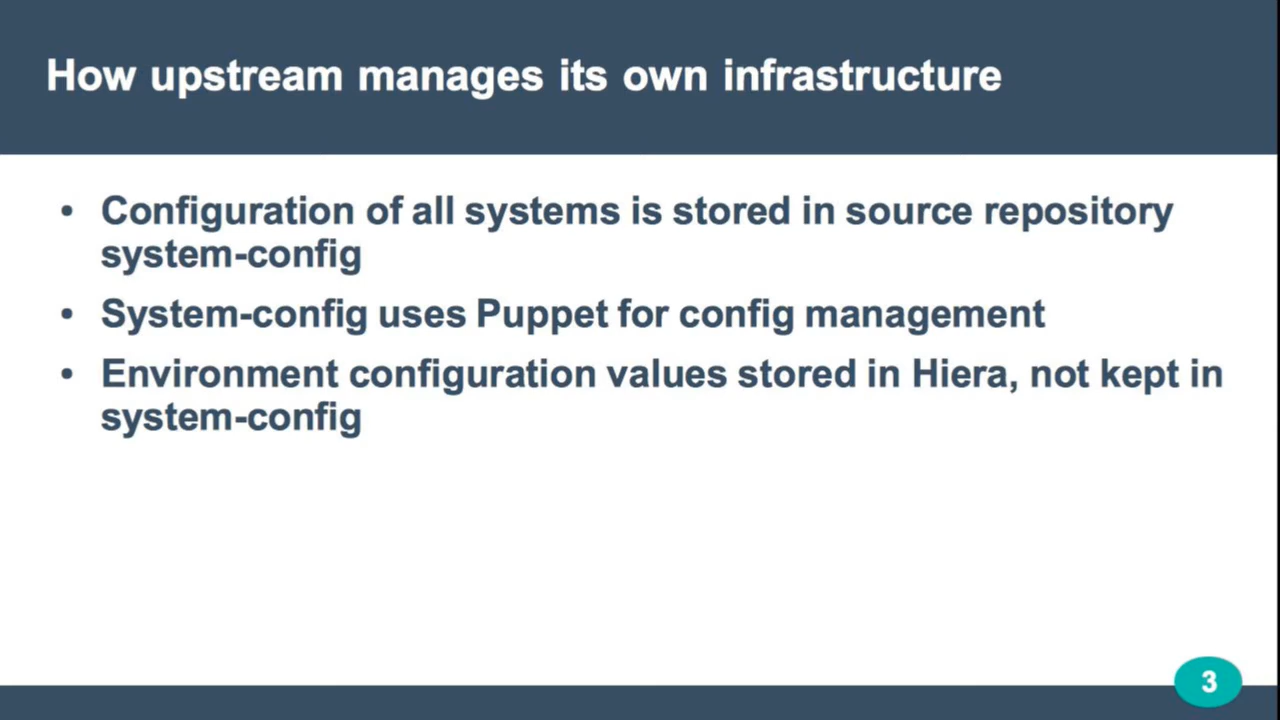 How upstream manages its own infrastructure
• Configuration of all systems is stored in source repository
system-config
• System-config uses Puppet for config management
• Environment configuration values stored in Hiera, not kept in
system-config
3